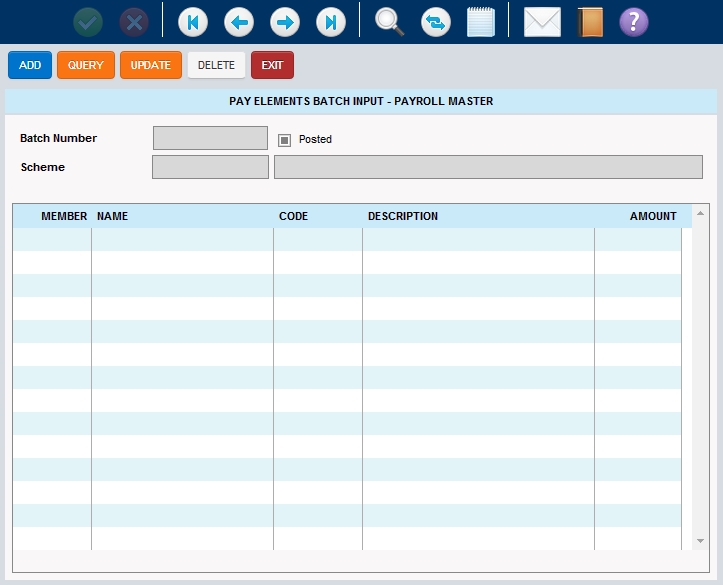 ?
ADD QUERY UPDATE DELETE EXIT
PAY ELEMENTS BATCH INPUT - PAYROLL MASTER
Batch Number Posted
Scheme
MEMBER NAME CODE DESCRIPTION AMOUNT